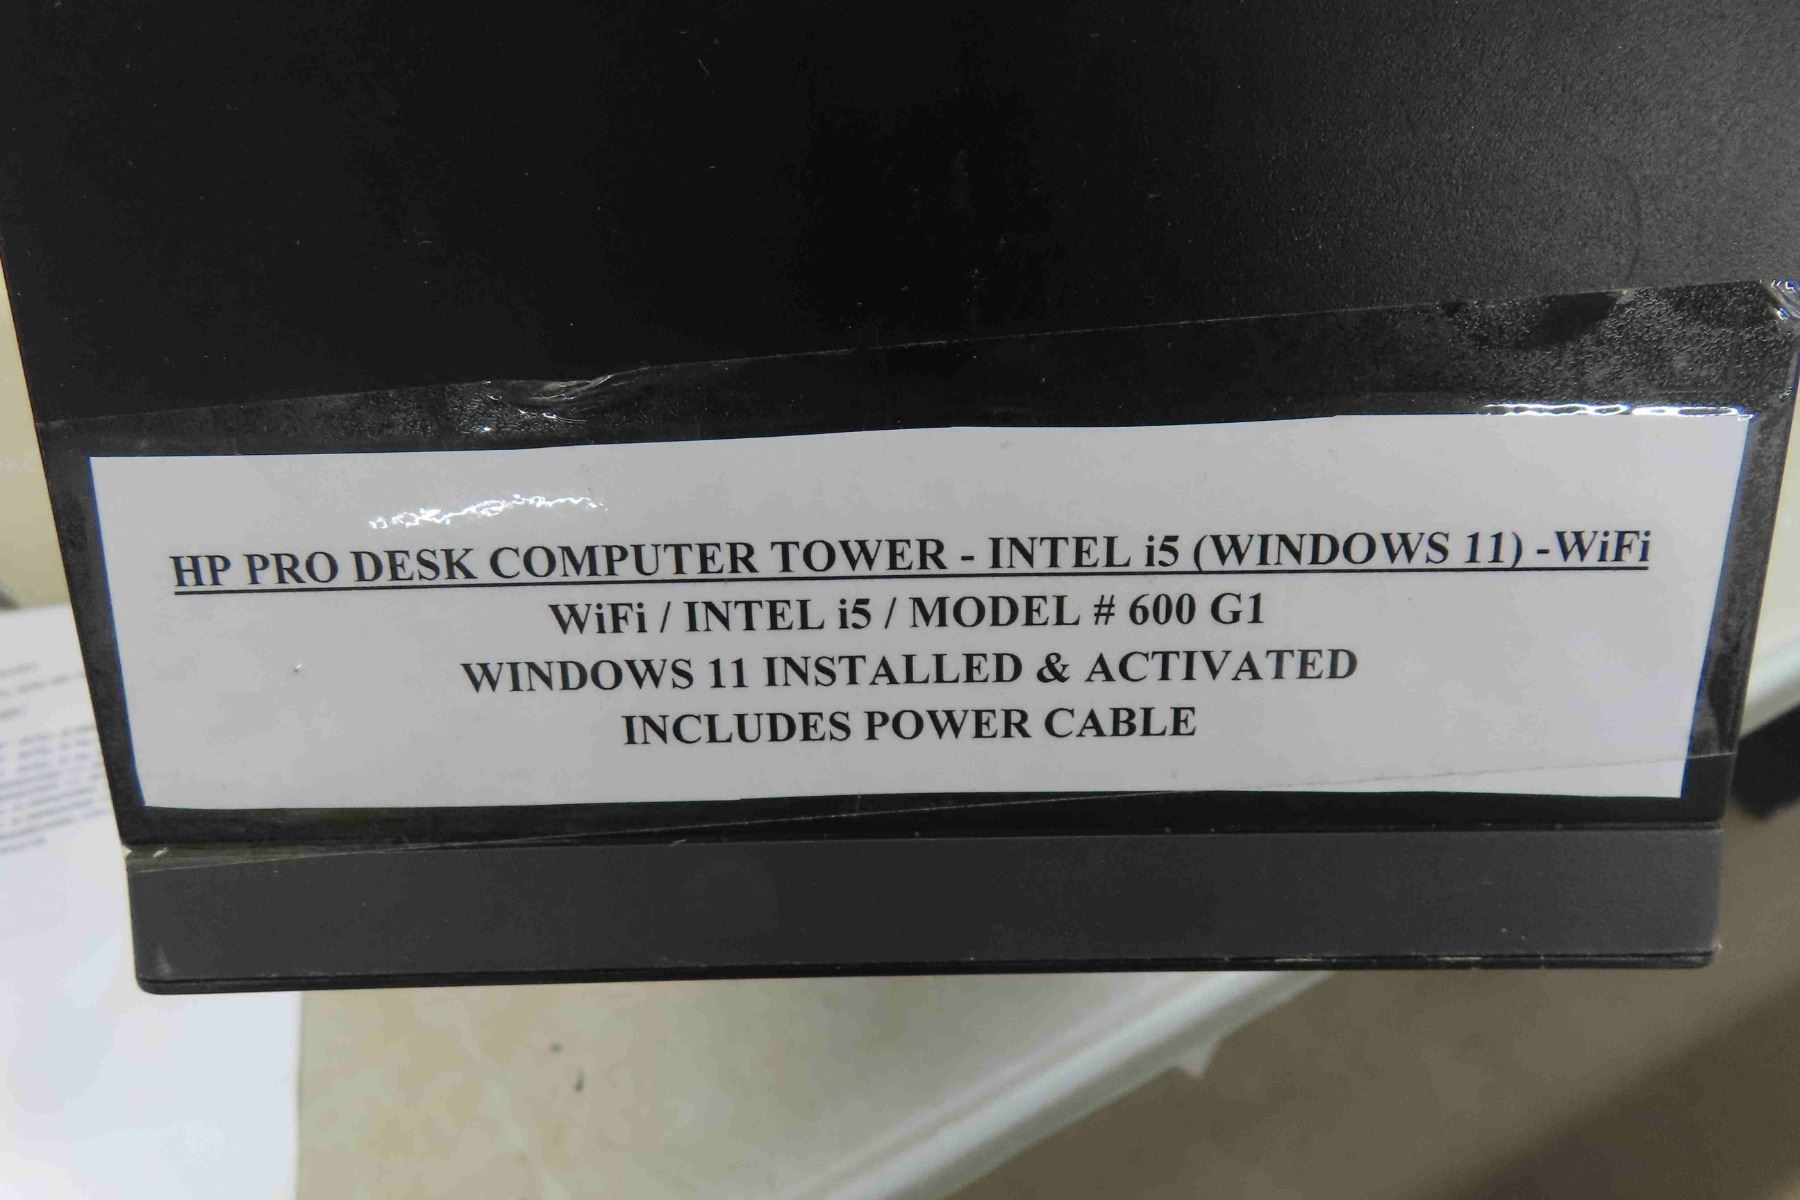 HP PRO DESK COMPUTER TOWER - INTEL i5 (WINDOWS 11) -WiFi
WiFi / INTEL i5 / MODEL # 600 G1
WINDOWS 11 INSTALLED & ACTIVATED
INCLUDES POWER CABLE